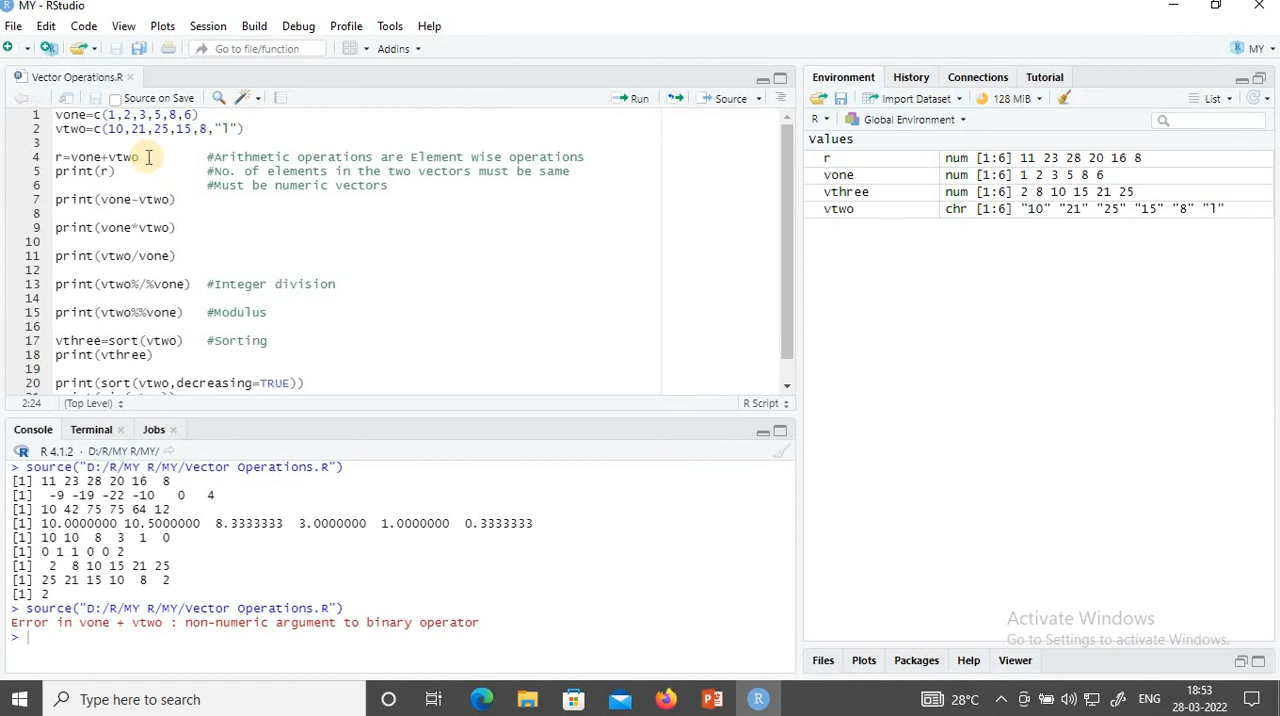 MY - RStudio
File Edit Code View Plots Session Build Debug Profile Tools Help
Go to file/function Addins MY
Vector Operations.R
Source on Save Run Source
1 vone=c(1,2,3,5,8,6)
2 vtwo=c(10,21,25,15,8,"l")
3
4 r=vone+vtwo #Arithmetic operations are Element wise operations
5 print(r) #No. of elements in the two vectors must be same
6 #Must be numeric vectors
7 print(vone-vtwo)
8
9 print(vone*vtwo)
10
11 print(vtwo/vone)
12
13 print(vtwo%/%vone) #Integer division
14
15 print(vtwo%%vone) #Modulus
16
17 vthree=sort(vtwo) #Sorting
18 print(vthree)
19
20 print(sort(vtwo,decreasing=TRUE))
2:24 (Top Level) R Script
Console Terminal Jobs
R 4.1.2 · D:/R/MY R/MY/
> source("D:/R/MY R/MY/Vector Operations.R")
[1] 11 23 28 20 16 8
[1] -9 -19 -22 -10 0 4
[1] 10 42 75 75 64 12
[1] 10.0000000 10.5000000 8.3333333 3.0000000 1.0000000 0.3333333
[1] 10 10 8 3 1 0
[1] 0 1 1 0 0 2
[1] 2 8 10 15 21 25
[1] 25 21 15 10 8 2
[1] 2
> source("D:/R/MY R/MY/Vector Operations.R")
Error in vone + vtwo : non-numeric argument to binary operator
>
Environment History Connections Tutorial
Import Dataset 128 MiB List
R Global Environment
Values
r num [1:6] 11 23 28 20 16 8
vone num [1:6] 1 2 3 5 8 6
vthree num [1:6] 2 8 10 15 21 25
vtwo chr [1:6] "10" "21" "25" "15" "8" "l"
Activate Windows
Go to Settings to activate Windows.
Files Plots Packages Help Viewer
Type here to search
28°C ENG 18:53
28-03-2022